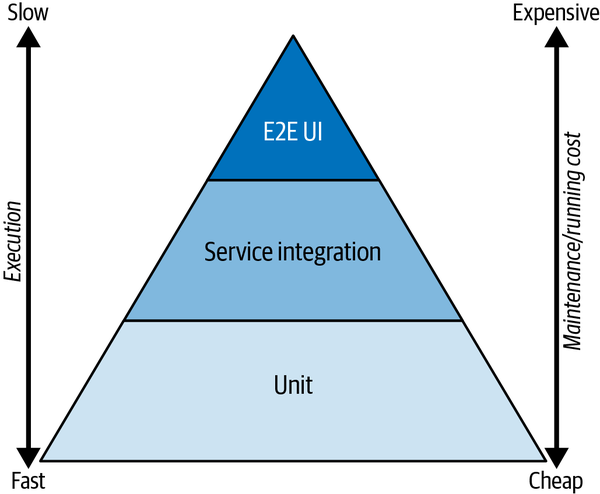 Slow
Expensive
E2E UI
Execution
Maintenance/running cost
Service integration
Unit
Fast
Cheap